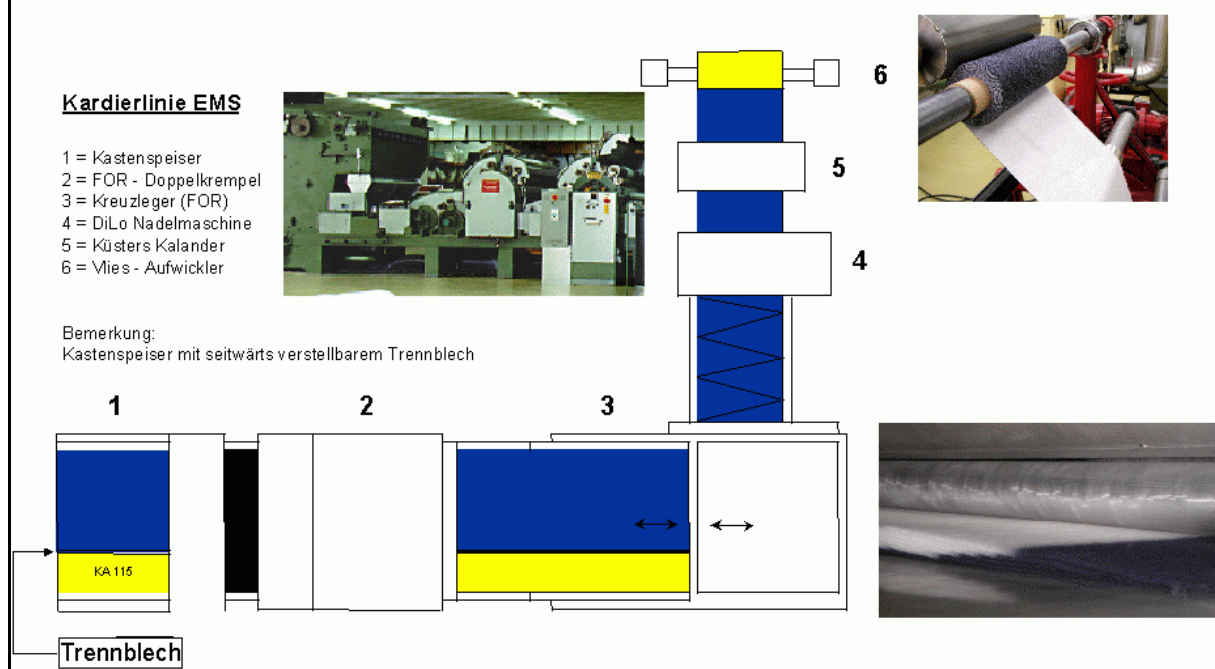 Kardierlinie EMS
1 = Kastenspeiser
2 = FOR - Doppelkrempel
3 = Kreuzleger (FOR)
4 = DiLo Nadelmaschine
5 = Küsters Kalander
6 = Vlies - Aufwickler
Bemerkung:
Kastenspeiser mit seitwärts verstellbarem Trennblech
6
5
4
1
2
3
KA 115
Trennblech